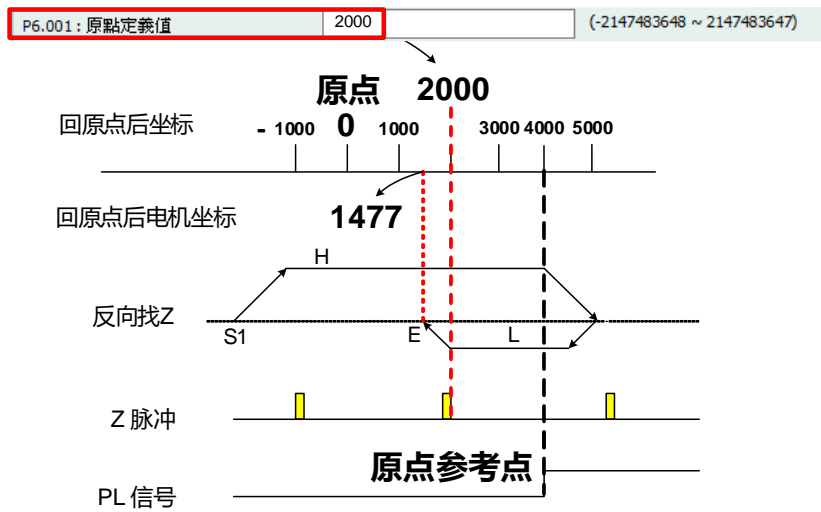 P6.001 : 原點定義值 2000 (-2147483648 ~ 2147483647)
原点 2000
回原点后坐标 - 1000 0 1000 3000 4000 5000
回原点后电机坐标 1477
H
反向找Z
S1 E L
Z 脉冲
原点参考点
PL 信号